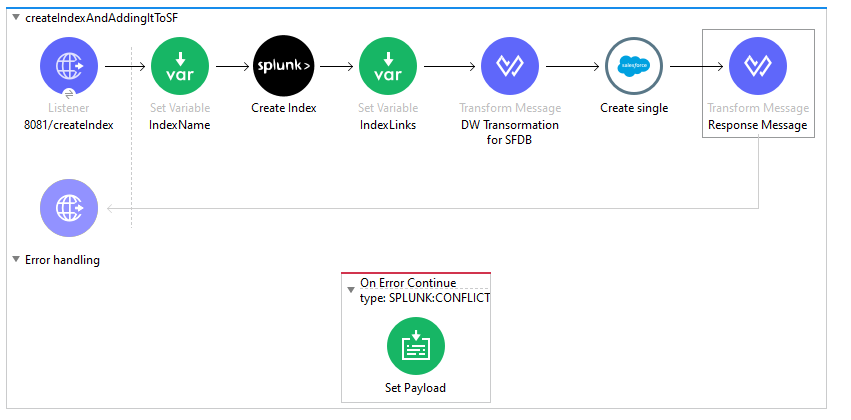 createIndexAndAddingItToSF
var
splunk>
var
salesforce
Listener
Set Variable
Create Index
Set Variable
Transform Message
Create single
Transform Message
8081/createIndex
IndexName
IndexLinks
DW Transormation
for SFDB
Response Message
Error handling
On Error Continue
type: SPLUNK:CONFLICT
Set Payload